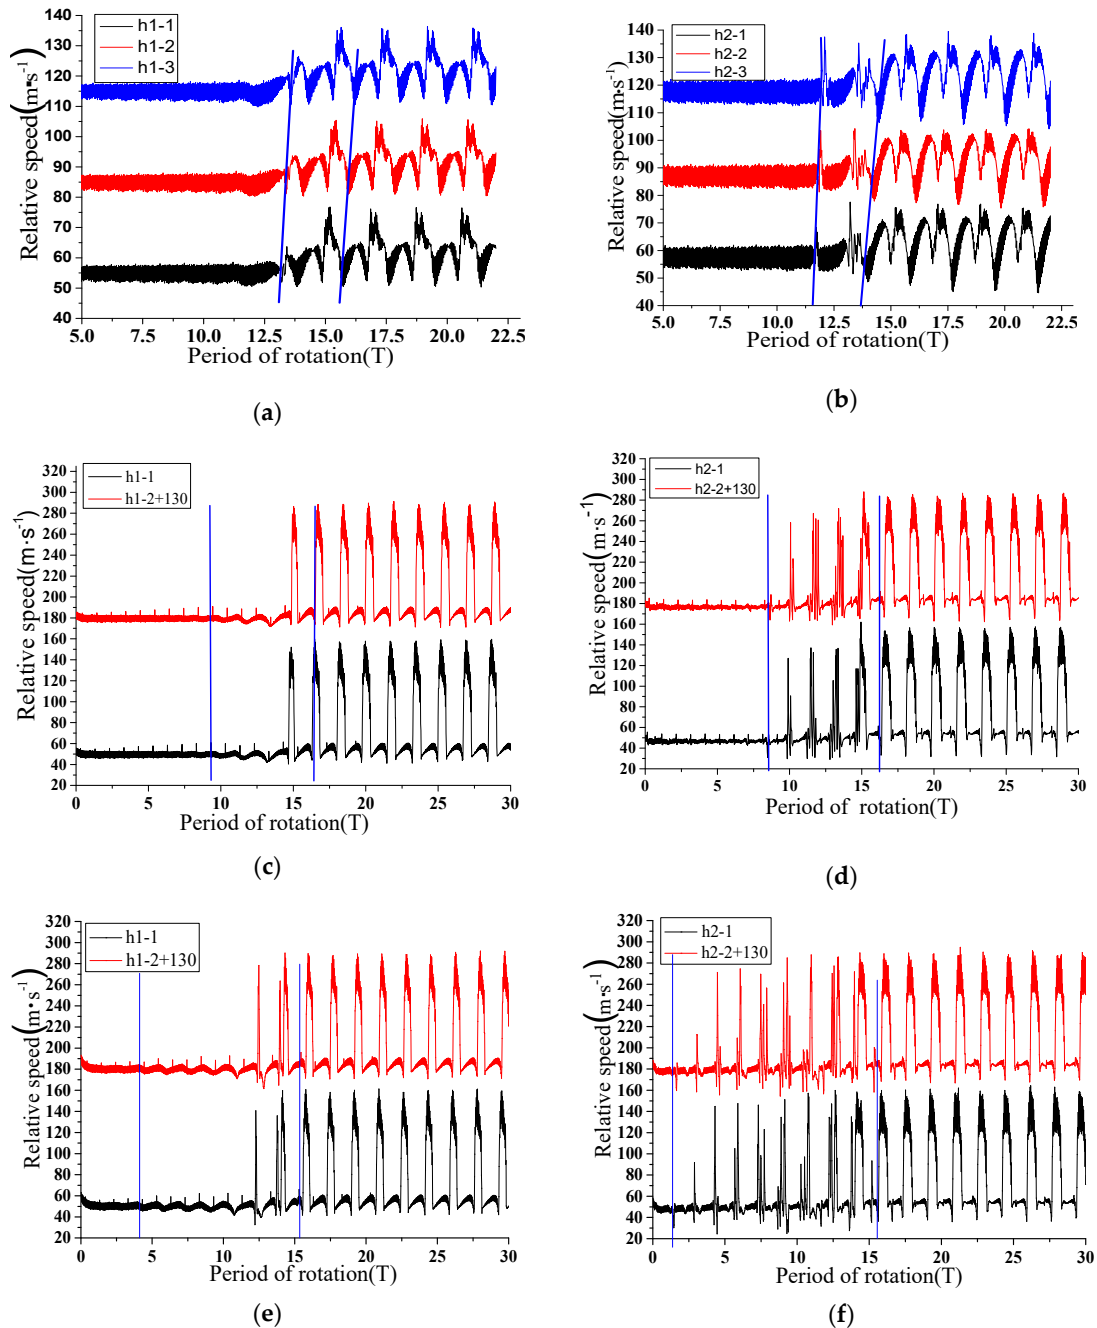 h1-1
h1-2
h1-3
Relative speed(m·s⁻¹)
140
130
120
110
100
90
80
70
60
50
40
5.0 7.5 10.0 12.5 15.0 17.5 20.0 22.5
Period of rotation(T)
(a)
h2-1
h2-2
h2-3
Relative speed(m·s⁻¹)
140
130
120
110
100
90
80
70
60
50
40
5.0 7.5 10.0 12.5 15.0 17.5 20.0 22.5
Period of rotation(T)
(b)
h1-1
h1-2+130
Relative speed(m·s⁻¹)
320
300
280
260
240
220
200
180
160
140
120
100
80
60
40
20
0 5 10 15 20 25 30
Period of rotation(T)
(c)
h2-1
h2-2+130
Relative speed(m·s⁻¹)
320
300
280
260
240
220
200
180
160
140
120
100
80
60
40
20
0 5 10 15 20 25 30
Period of rotation(T)
(d)
h1-1
h1-2+130
Relative speed(m·s⁻¹)
320
300
280
260
240
220
200
180
160
140
120
100
80
60
40
20
0 5 10 15 20 25 30
Period of rotation(T)
(e)
h2-1
h2-2+130
Relative speed(m·s⁻¹)
320
300
280
260
240
220
200
180
160
140
120
100
80
60
40
20
0 5 10 15 20 25 30
Period of rotation(T)
(f)